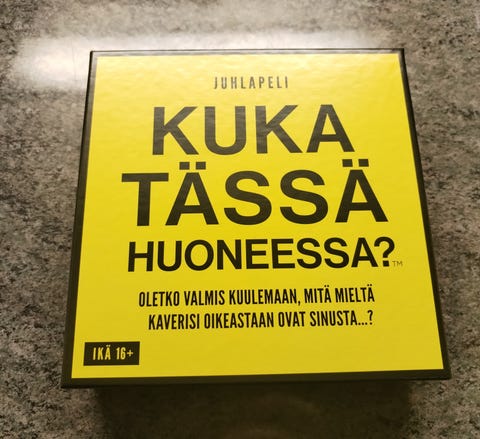 JUHLAPELI
KUKA
TÄSSÄ
HUONEESSA?™
OLETKO VALMIS KUULEMAAN, MITÄ MIELTÄ
KAVERISI OIKEASTAAN OVAT SINUSTA...?
IKÄ 16+